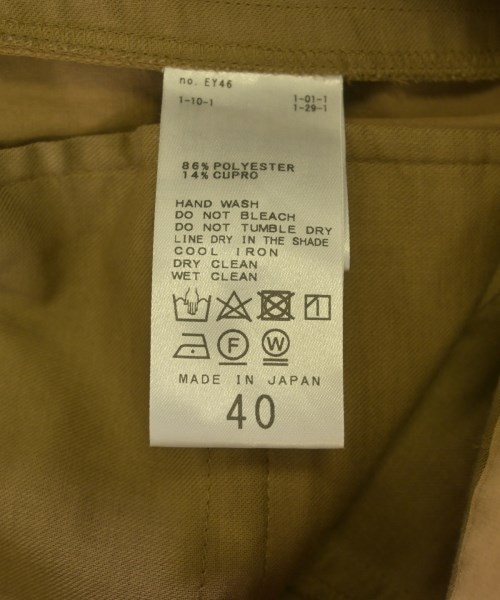 no. EY46
1-10-1 1-01-1
1-29-1
86% POLYESTER
14% CUPRO
HAND WASH
DO NOT BLEACH
DO NOT TUMBLE DRY
LINE DRY IN THE SHADE
COOL IRON
DRY CLEAN
WET CLEAN
F W
MADE IN JAPAN
40